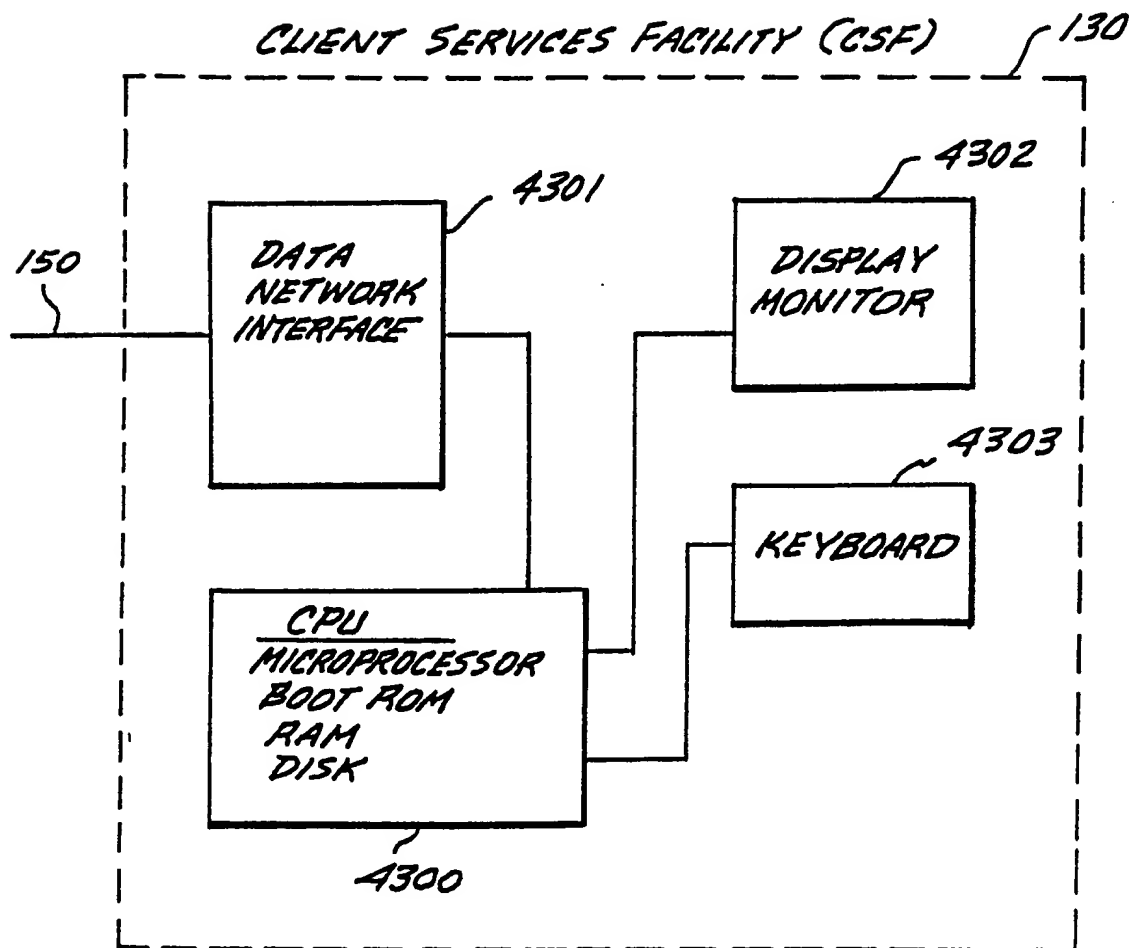 CLIENT SERVICES FACILITY (CSF)
130
4301
4302
150
DATA
NETWORK
INTERFACE
DISPLAY
MONITOR
4303
KEYBOARD
CPU
MICROPROCESSOR
BOOT ROM
RAM
DISK
4300